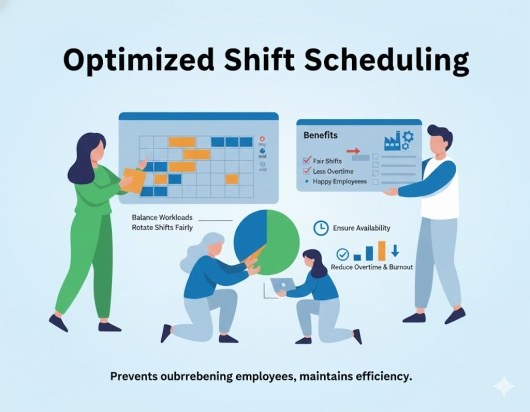 Optimized Shift Scheduling
Benefits
Fair Shifts
Less Overtime
Happy Employeees
Balance Workloads
Rotate Shifts Fairly
Ensure Availability
Reduce Overtime & Burnout
Prevents oubrrebening employees, maintains efficiency.